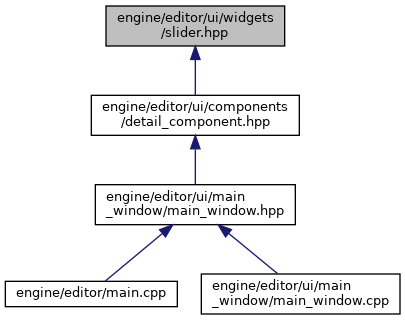 engine/editor/ui/widgets
/slider.hpp
engine/editor/ui/components
/detail_component.hpp
engine/editor/ui/main
_window/main_window.hpp
engine/editor/main.cpp
engine/editor/ui/main
_window/main_window.cpp